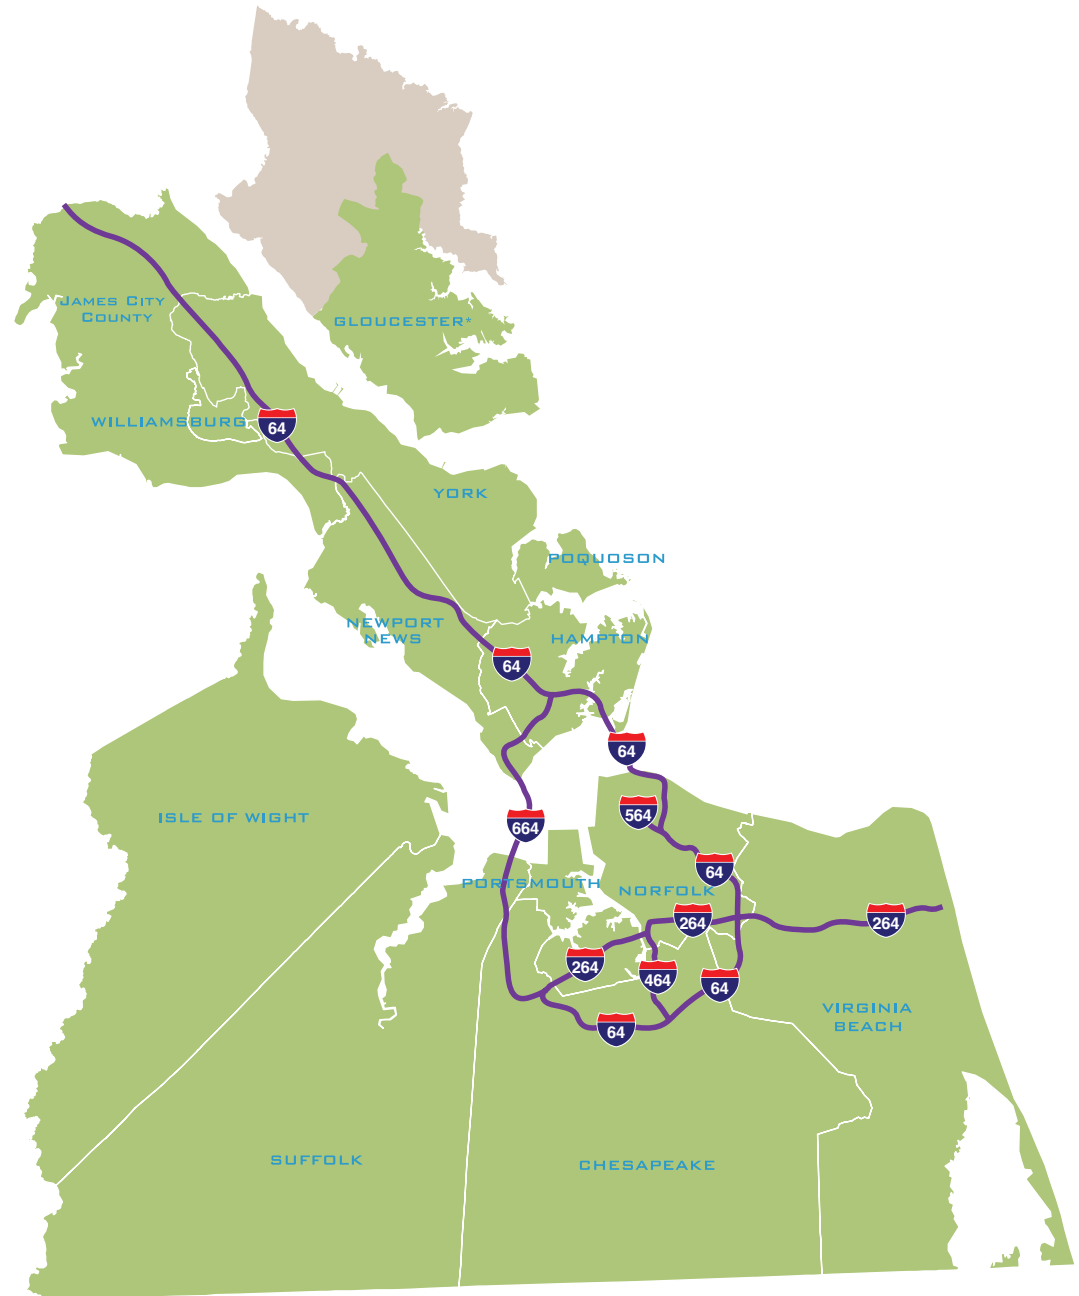 JAMES CITY
COUNTY
GLOUCESTER*
WILLIAMSBURG
64
YORK
POQUOSON
NEWPORT
NEWS
HAMPTON
64
64
ISLE OF WIGHT
564
664
64
PORTSMOUTH
NORFOLK
264
264
264
464
64
VIRGINIA
BEACH
64
SUFFOLK
CHESAPEAKE